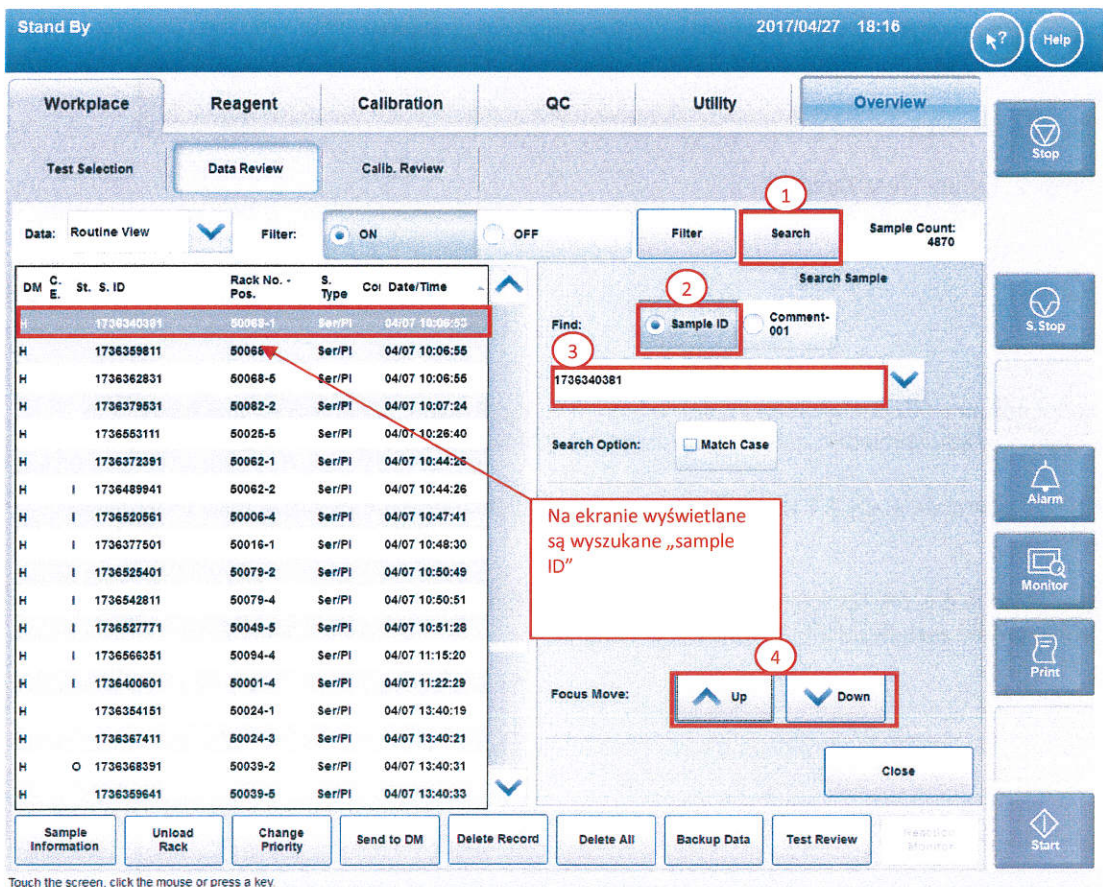 Stand By 2017/04/27 18:16 ? Help
Workplace Reagent Calibration QC Utility Overview
Stop
Test Selection Data Review Calib. Review
1
Data: Routine View Filter: ON OFF Filter Search Sample Count: 4870
DM C. E. St. S. ID Rack No. - Pos. S. Type Co Date/Time
Search Sample
2
Find: Sample ID Comment-001
S. Stop
3
1736340381
H 1736340381 50068-1 Ser/Pl 04/07 10:06:53
H 1736359811 50068 Ser/Pl 04/07 10:06:55
H 1736362831 50068-5 Ser/Pl 04/07 10:06:55
H 50082-2 Ser/Pl 04/07 10:07:24
H 1736553111 50025-5 Ser/Pl 04/07 10:26:40
H 1736372391 50062-1 Ser/Pl 04/07 10:44:26
H I 1736489941 50062-2 Ser/Pl 04/07 10:44:26
H I 1736520561 Ser/Pl 04/07 10:47:41
H I 1736377501 50016-1 Ser/Pl 04/07 10:48:30
H I 1736525401 50079-2 Ser/Pl 04/07 10:50:49
H I 1736542811 50079-4 Ser/Pl 04/07 10:50:51
H I 1736527771 50049-5 Ser/Pl 04/07 10:51:28
H I 1736566351 50094-4 Ser/Pl 04/07 11:15:20
H I 1736400601 50001-4 Ser/Pl 04/07 11:22:29
H 1736354151 50024-1 Ser/Pl 04/07 13:40:19
H 1736367411 50024-3 Ser/Pl 04/07 13:40:21
H O 1736368391 50039-2 Ser/Pl 04/07 13:40:31
H 1736359641 50039-5 Ser/Pl 04/07 13:40:33
Search Option: Match Case
Na ekranie wyświetlane
są wyszukane „sample
ID”
Alarm
Monitor
4
Focus Move: Up Down
Print
Close
Sample Information Unload Rack Change Priority Send to DM Delete Record Delete All Backup Data Test Review Reaction Monitor
Start
Touch the screen, click the mouse or press a key.